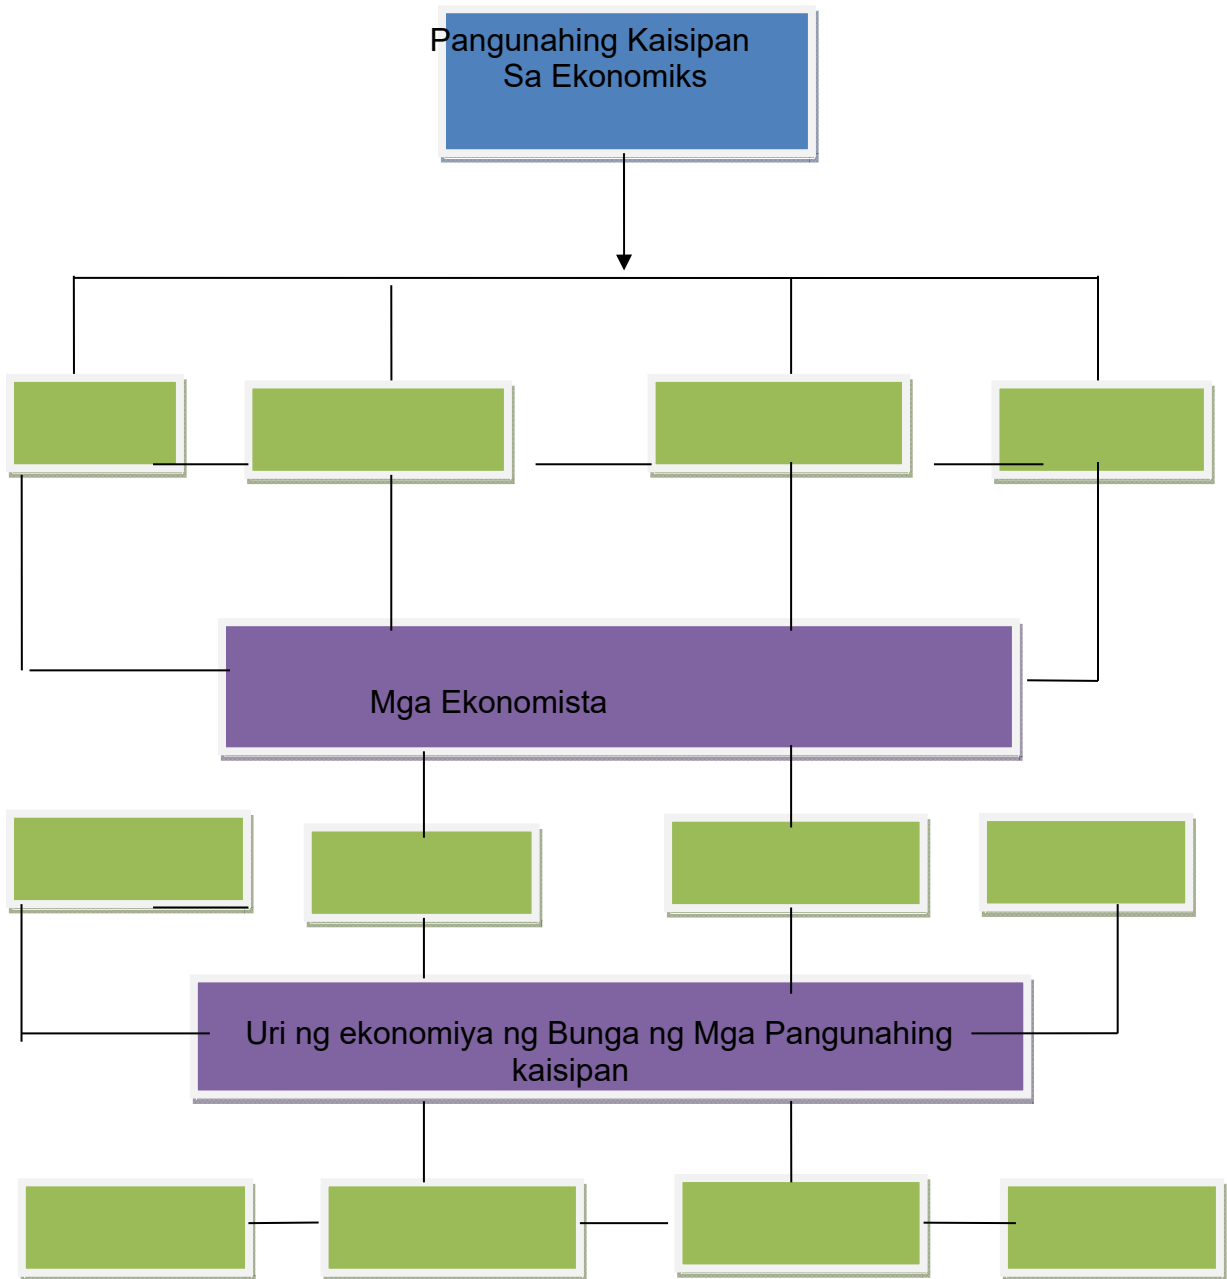 Pangunahing Kaisipan
Sa Ekonomiks
Mga Ekonomista
Uri ng ekonomiya ng Bunga ng Mga Pangunahing
kaisipan